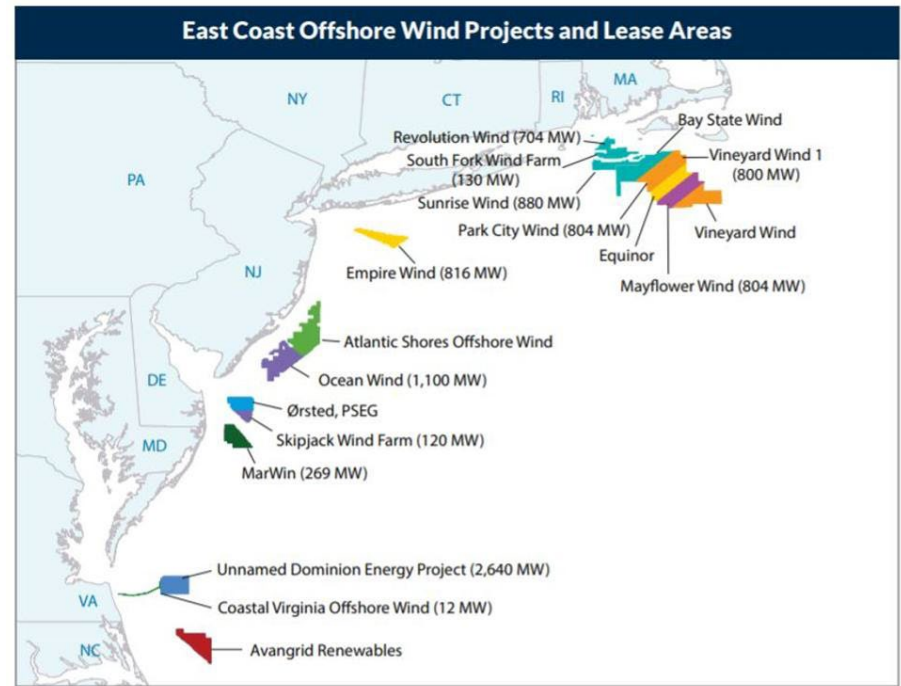 East Coast Offshore Wind Projects and Lease Areas
MA
NY
CT
RI
Bay State Wind
Revolution Wind (704 MW)
Vineyard Wind 1
(800 MW)
South Fork Wind Farm
(130 MW)
PA
Sunrise Wind (880 MW)
Park City Wind (804 MW)
Vineyard Wind
Equinor
NJ
Empire Wind (816 MW)
Mayflower Wind (804 MW)
Atlantic Shores Offshore Wind
DE
Ocean Wind (1,100 MW)
Ørsted, PSEG
Skipjack Wind Farm (120 MW)
MD
MarWin (269 MW)
Unnamed Dominion Energy Project (2,640 MW)
VA
Coastal Virginia Offshore Wind (12 MW)
NC
Avangrid Renewables